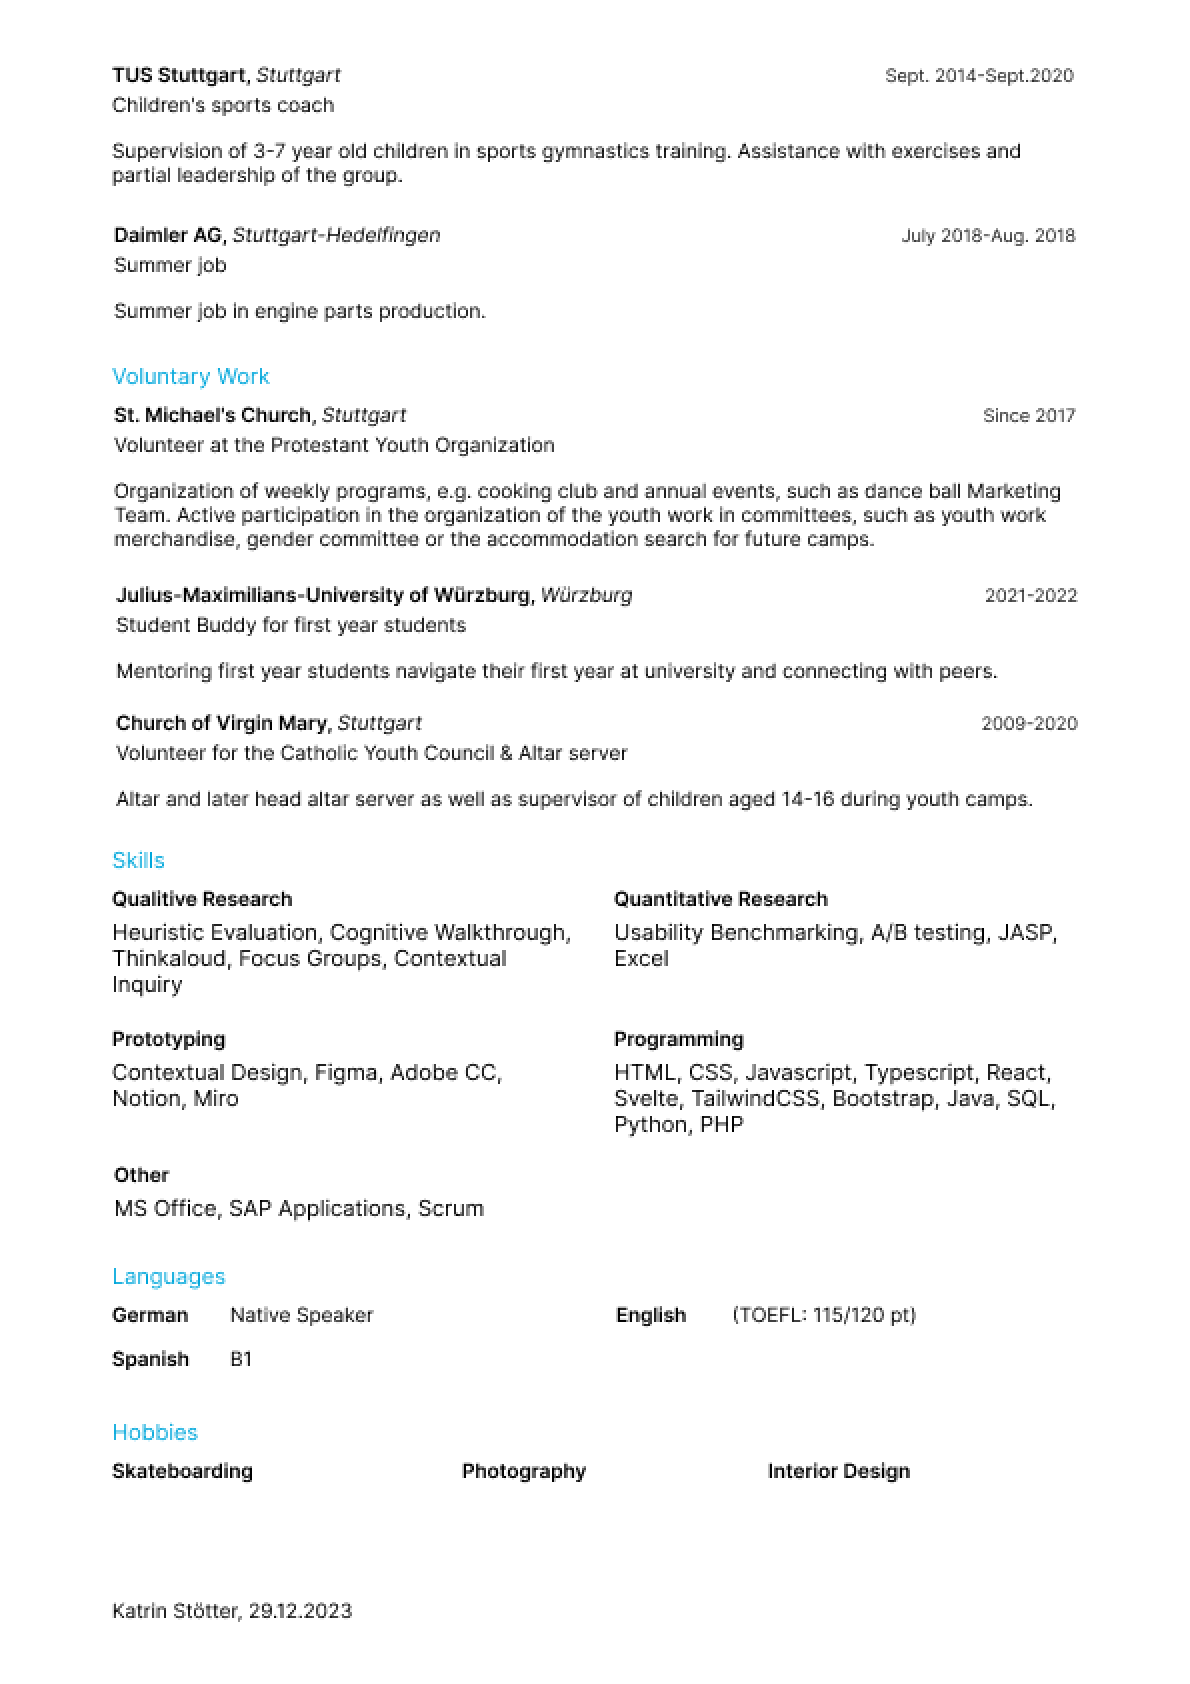 TUS Stuttgart, Stuttgart Sept. 2014-Sept.2020
Children's sports coach
Supervision of 3-7 year old children in sports gymnastics training. Assistance with exercises and
partial leadership of the group.
Daimler AG, Stuttgart-Hedelfingen July 2018-Aug. 2018
Summer job
Summer job in engine parts production.
Voluntary Work
St. Michael's Church, Stuttgart Since 2017
Volunteer at the Protestant Youth Organization
Organization of weekly programs, e.g. cooking club and annual events, such as dance ball Marketing
Team. Active participation in the organization of the youth work in committees, such as youth work
merchandise, gender committee or the accommodation search for future camps.
Julius-Maximilians-University of Würzburg, Würzburg 2021-2022
Student Buddy for first year students
Mentoring first year students navigate their first year at university and connecting with peers.
Church of Virgin Mary, Stuttgart 2009-2020
Volunteer for the Catholic Youth Council & Altar server
Altar and later head altar server as well as supervisor of children aged 14-16 during youth camps.
Skills
Qualitive Research
Heuristic Evaluation, Cognitive Walkthrough,
Thinkaloud, Focus Groups, Contextual
Inquiry
Quantitative Research
Usability Benchmarking, A/B testing, JASP,
Excel
Prototyping
Contextual Design, Figma, Adobe CC,
Notion, Miro
Programming
HTML, CSS, Javascript, Typescript, React,
Svelte, TailwindCSS, Bootstrap, Java, SQL,
Python, PHP
Other
MS Office, SAP Applications, Scrum
Languages
German Native Speaker English (TOEFL: 115/120 pt)
Spanish B1
Hobbies
Skateboarding Photography Interior Design
Katrin Stötter, 29.12.2023